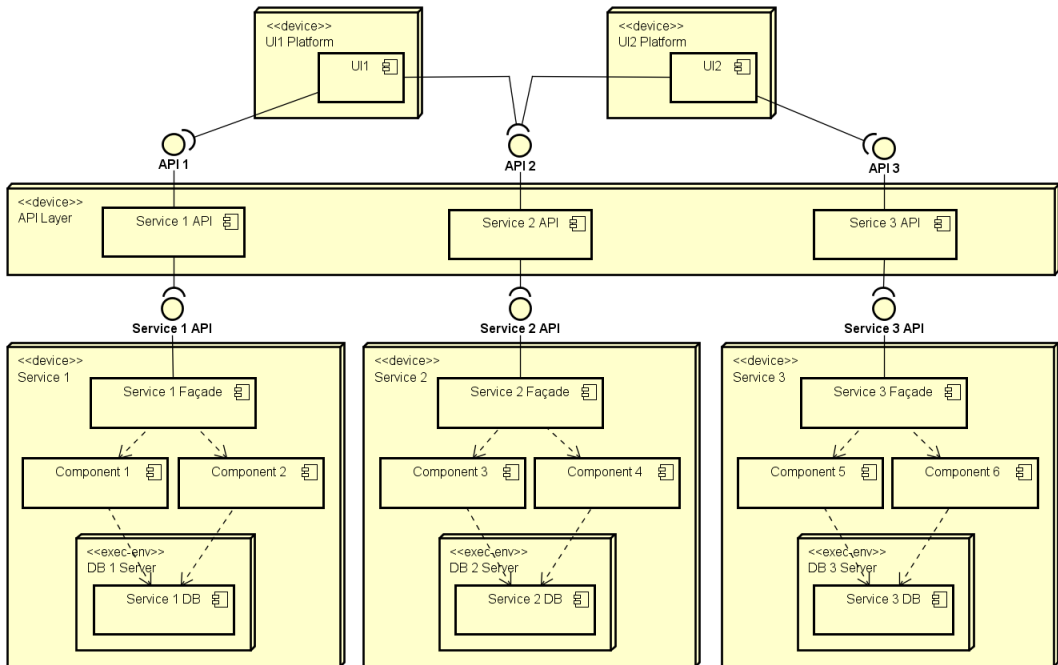 <<device>>
UI1 Platform
UI1
<<device>>
UI2 Platform
UI2
API 1
API 2
API 3
<<device>>
API Layer
Service 1 API
Service 2 API
Serice 3 API
Service 1 API
Service 2 API
Service 3 API
<<device>>
Service 1
Service 1 Façade
Component 1
Component 2
<<exec-env>>
DB 1 Server
Service 1 DB
<<device>>
Service 2
Service 2 Façade
Component 3
Component 4
<<exec-env>>
DB 2 Server
Service 2 DB
<<device>>
Service 3
Service 3 Façade
Component 5
Component 6
<<exec-env>>
DB 3 Server
Service 3 DB